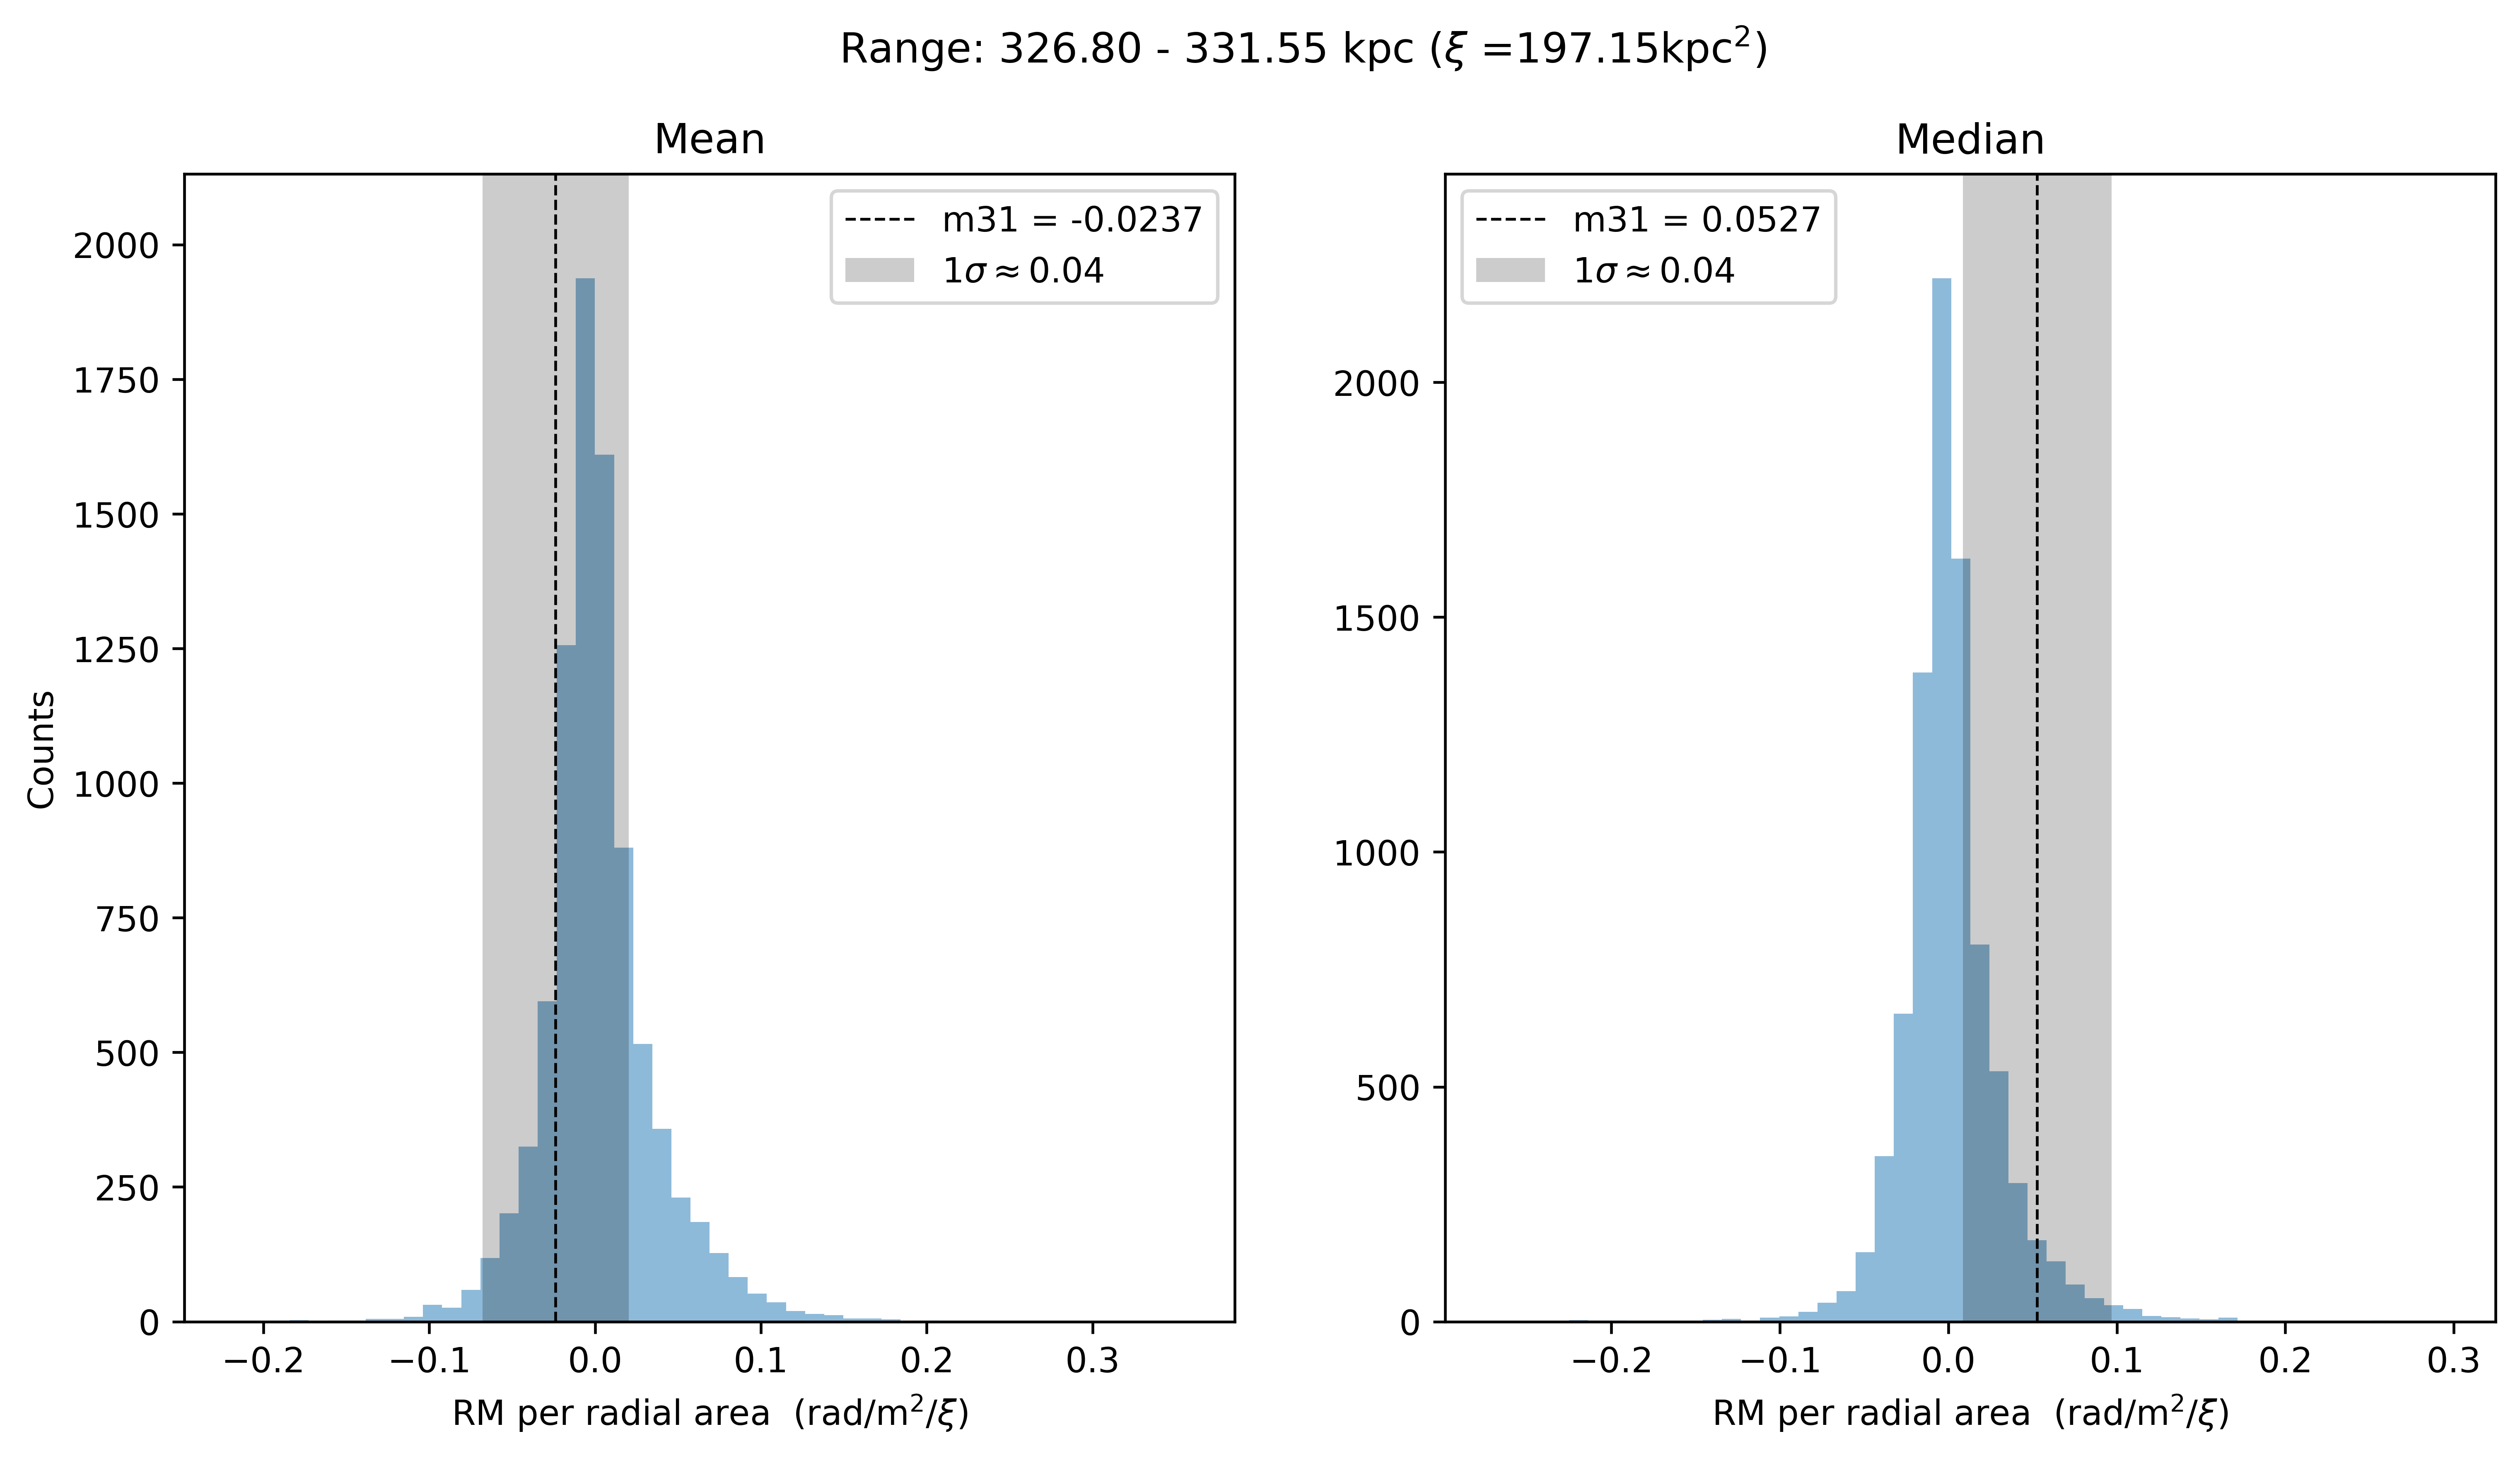 Range: 326.80 - 331.55 kpc (ξ =197.15kpc²)
Mean
m31 = -0.0237
1σ ≈ 0.04
2000
1750
1500
1250
1000
750
500
250
0
Counts
−0.2 −0.1 0.0 0.1 0.2 0.3
RM per radial area (rad/m²/ξ)
Median
m31 = 0.0527
1σ ≈ 0.04
2000
1500
1000
500
0
−0.2 −0.1 0.0 0.1 0.2 0.3
RM per radial area (rad/m²/ξ)